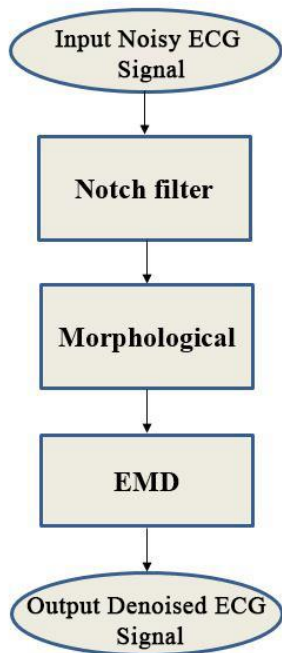 Input Noisy ECG
Signal
Notch filter
Morphological
EMD
Output Denoised ECG
Signal